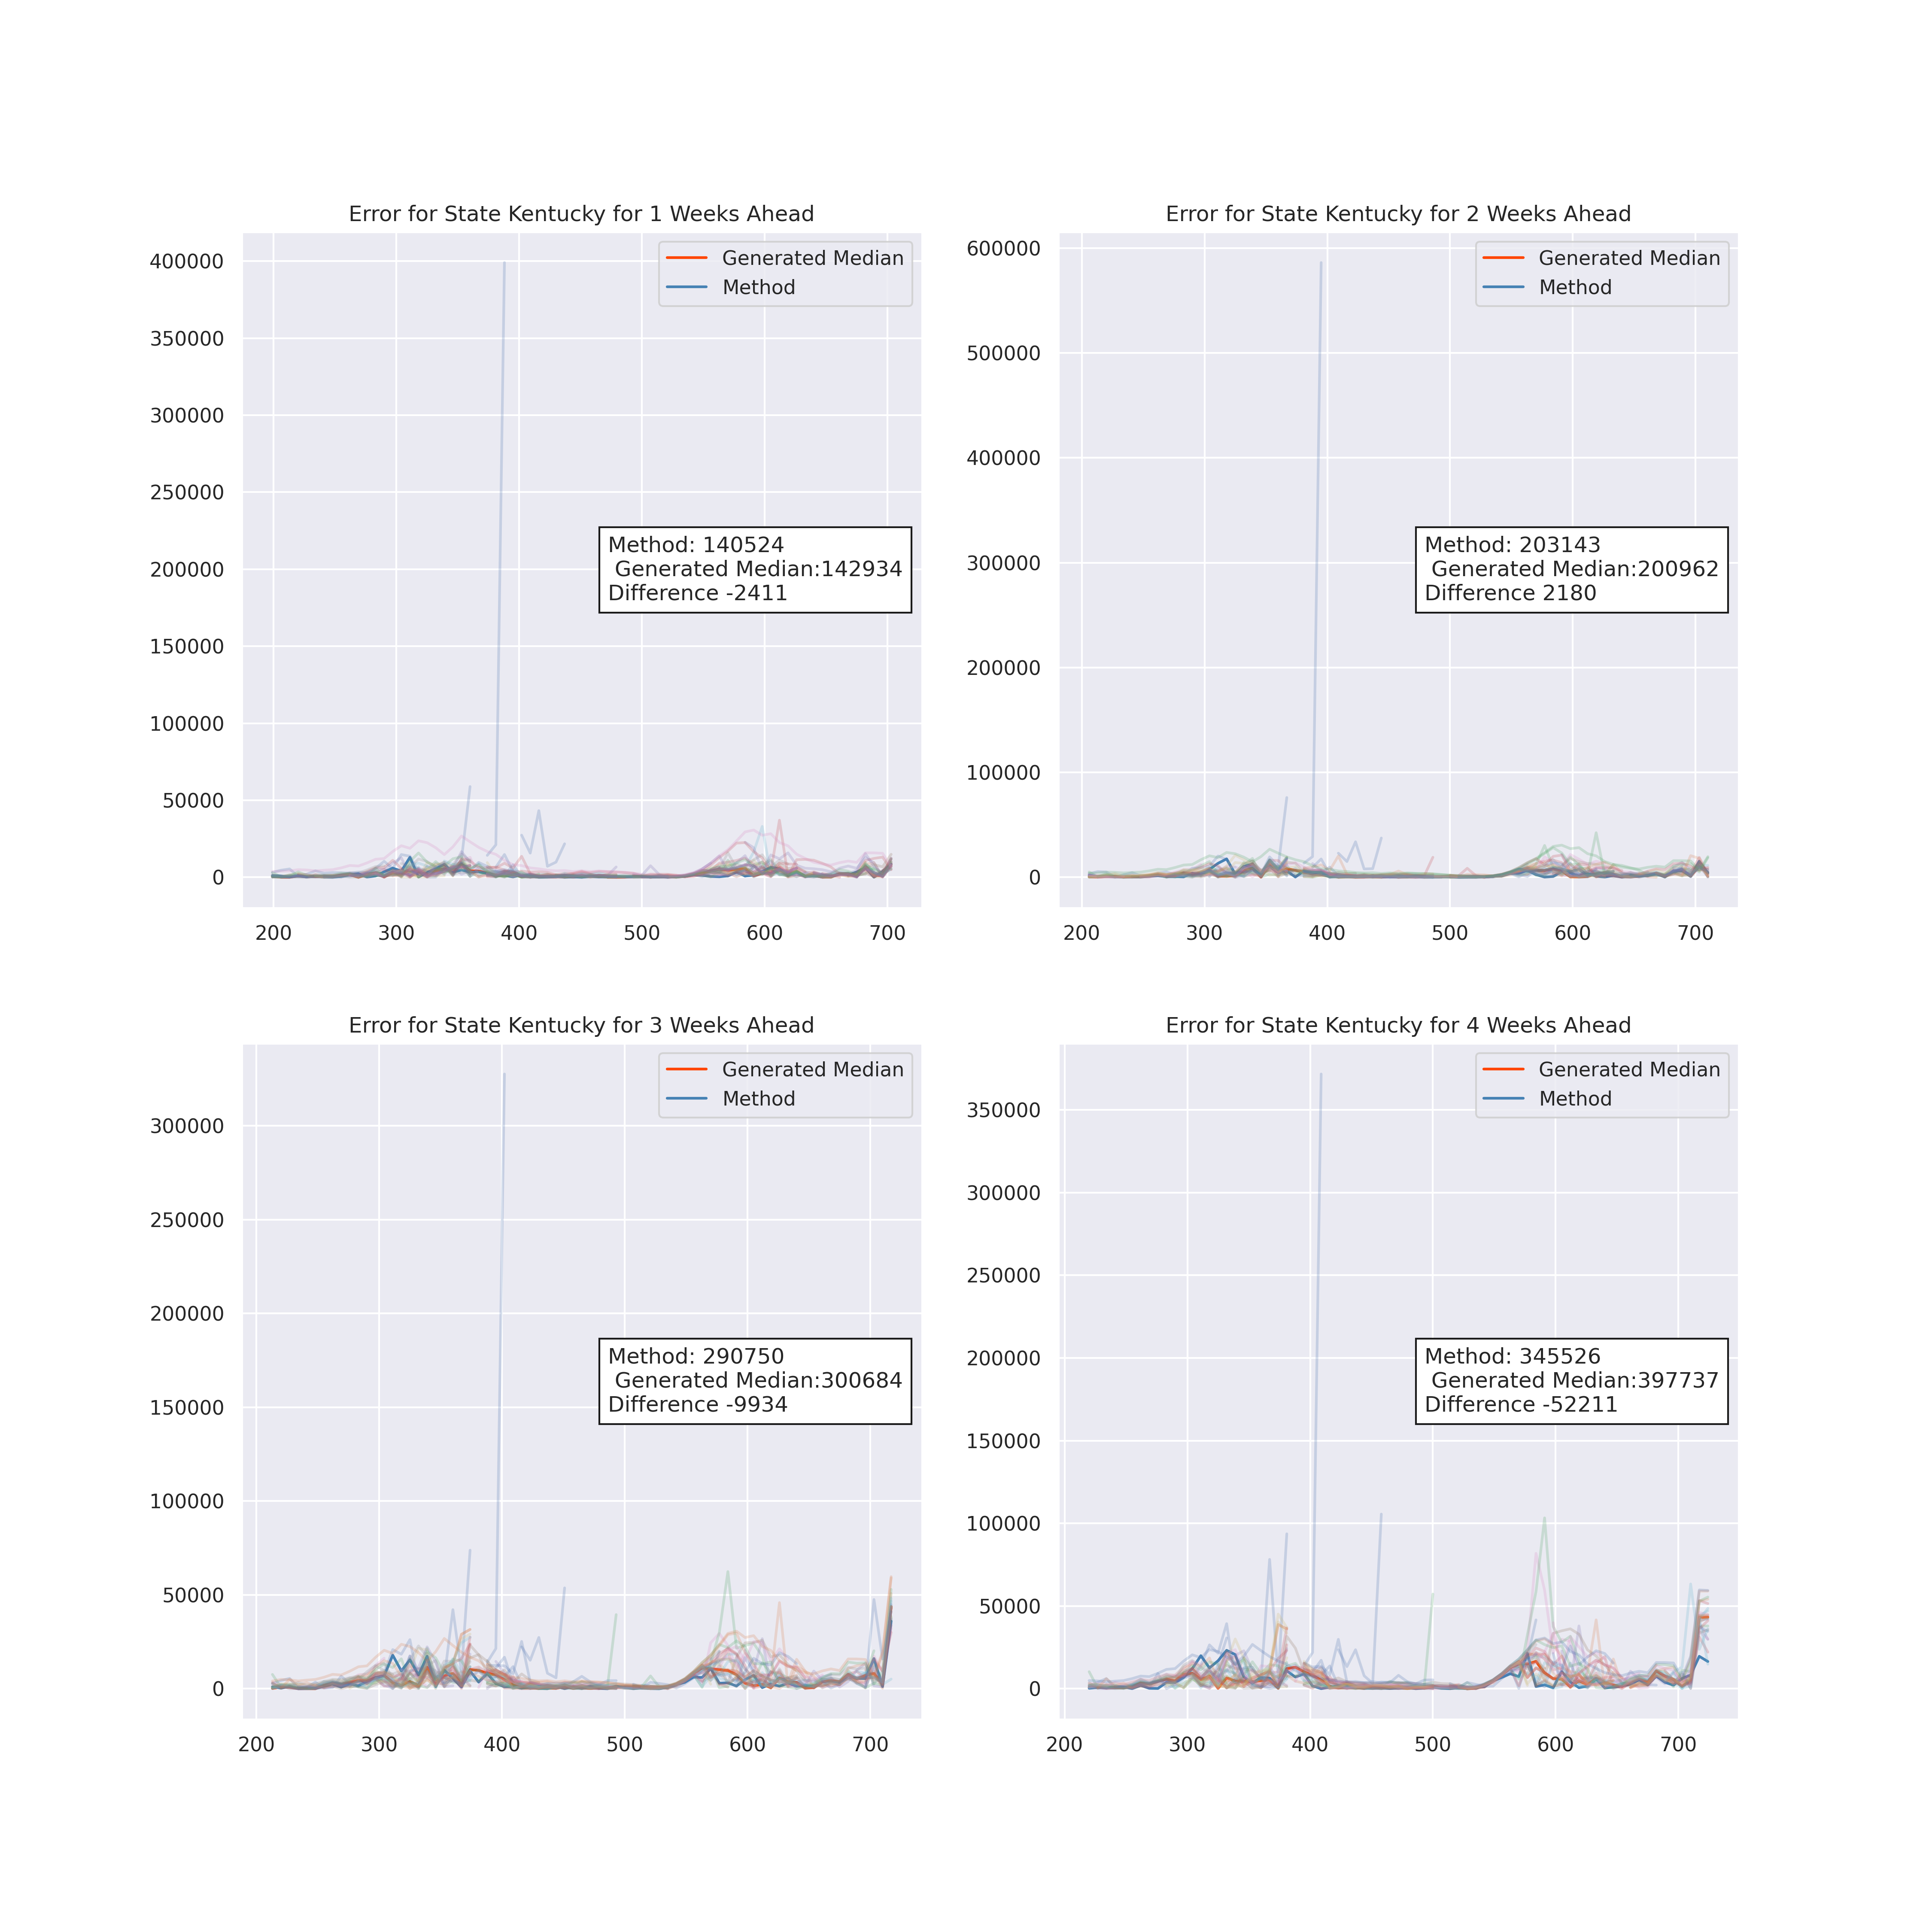 Error for State Kentucky for 1 Weeks Ahead
400000
350000
300000
250000
200000
150000
100000
50000
0
200 300 400 500 600 700
Generated Median
Method
Method: 140524
Generated Median:142934
Difference -2411
Error for State Kentucky for 2 Weeks Ahead
600000
500000
400000
300000
200000
100000
0
200 300 400 500 600 700
Generated Median
Method
Method: 203143
Generated Median:200962
Difference 2180
Error for State Kentucky for 3 Weeks Ahead
300000
250000
200000
150000
100000
50000
0
200 300 400 500 600 700
Generated Median
Method
Method: 290750
Generated Median:300684
Difference -9934
Error for State Kentucky for 4 Weeks Ahead
350000
300000
250000
200000
150000
100000
50000
0
200 300 400 500 600 700
Generated Median
Method
Method: 345526
Generated Median:397737
Difference -52211